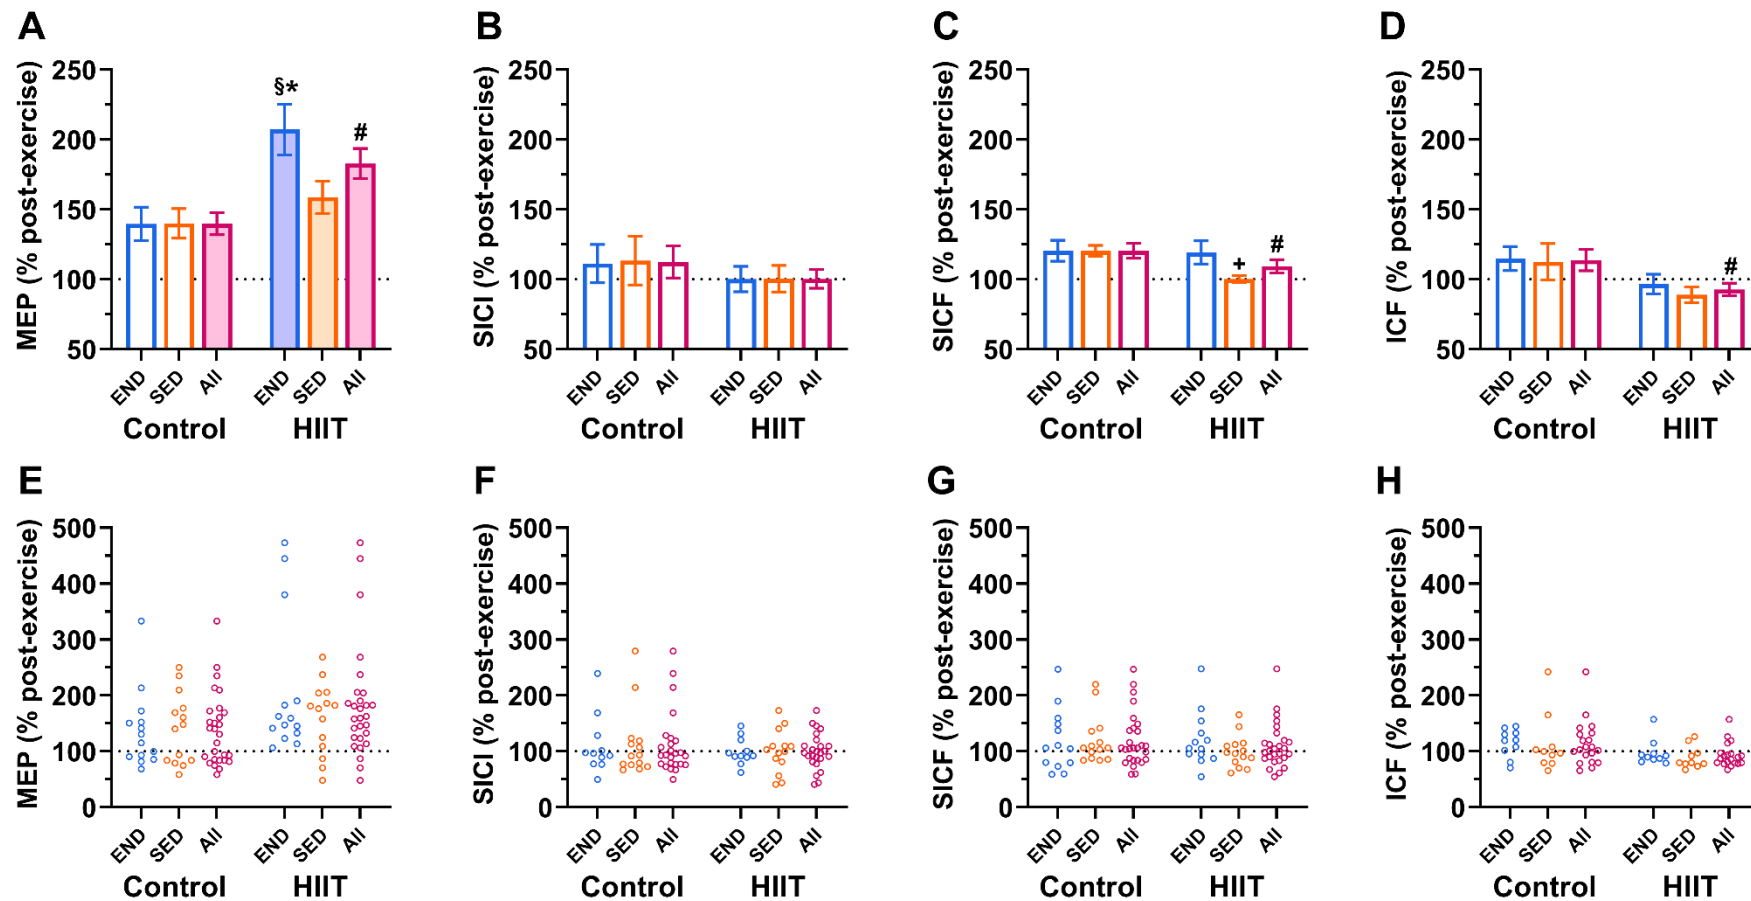 A
MEP (% post-exercise)
250
200
150
100
50
§*
#
END SED All END SED All
Control HIIT
B
SICI (% post-exercise)
250
200
150
100
50
END SED All END SED All
Control HIIT
C
SICF (% post-exercise)
250
200
150
100
50
+
#
END SED All END SED All
Control HIIT
D
ICF (% post-exercise)
250
200
150
100
50
#
END SED All END SED All
Control HIIT
E
MEP (% post-exercise)
500
400
300
200
100
0
END SED All END SED All
Control HIIT
F
SICI (% post-exercise)
500
400
300
200
100
0
END SED All END SED All
Control HIIT
G
SICF (% post-exercise)
500
400
300
200
100
0
END SED All END SED All
Control HIIT
H
ICF (% post-exercise)
500
400
300
200
100
0
END SED All END SED All
Control HIIT